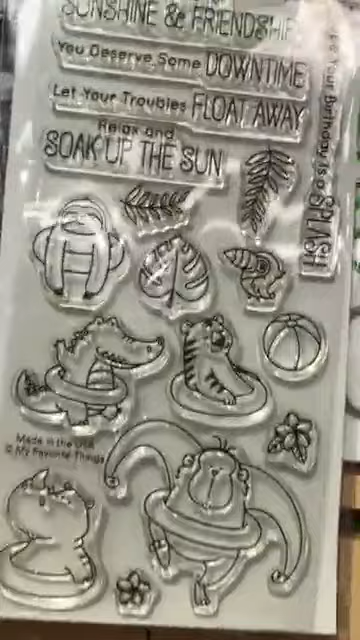 SUNSHINE & FRIENDSHIP
You Deserve Some DOWNTIME
Let Your Troubles FLOAT AWAY
Relax and
SOAK UP THE SUN
Your Birthday is a SPLASH
Made in the USA
© My Favorite Things